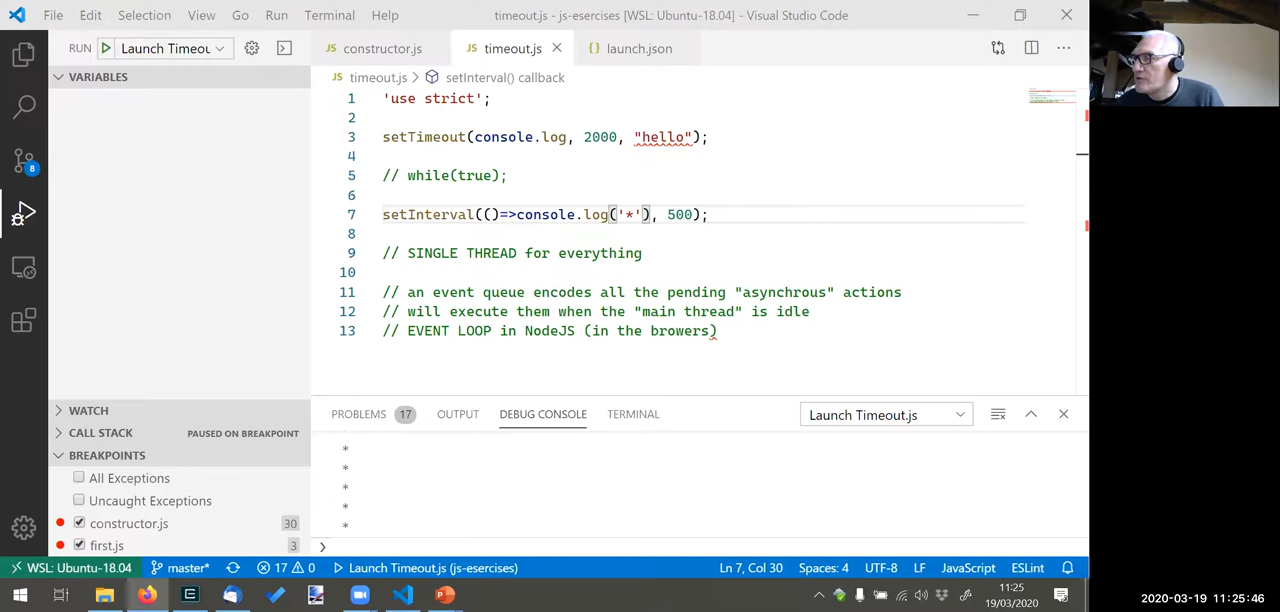 File Edit Selection View Go Run Terminal Help
timeout.js - js-esercises [WSL: Ubuntu-18.04] - Visual Studio Code
RUN Launch Timeou
JS constructor.js JS timeout.js {} launch.json
VARIABLES
JS timeout.js > setInterval() callback
1 'use strict';
2
3 setTimeout(console.log, 2000, "hello");
4
5 // while(true);
6
7 setInterval(()=>console.log('*'), 500);
8
9 // SINGLE THREAD for everything
10
11 // an event queue encodes all the pending "asynchrous" actions
12 // will execute them when the "main thread" is idle
13 // EVENT LOOP in NodeJS (in the browers)
8
WATCH
CALL STACK PAUSED ON BREAKPOINT
BREAKPOINTS
All Exceptions
Uncaught Exceptions
constructor.js 30
first.js 3
PROBLEMS 17 OUTPUT DEBUG CONSOLE TERMINAL Launch Timeout.js
*
*
*
*
*
WSL: Ubuntu-18.04 master* 17 0 Launch Timeout.js (js-esercises) Ln 7, Col 30 Spaces: 4 UTF-8 LF JavaScript ESLint
11:25
19/03/2020
2020-03-19 11:25:46